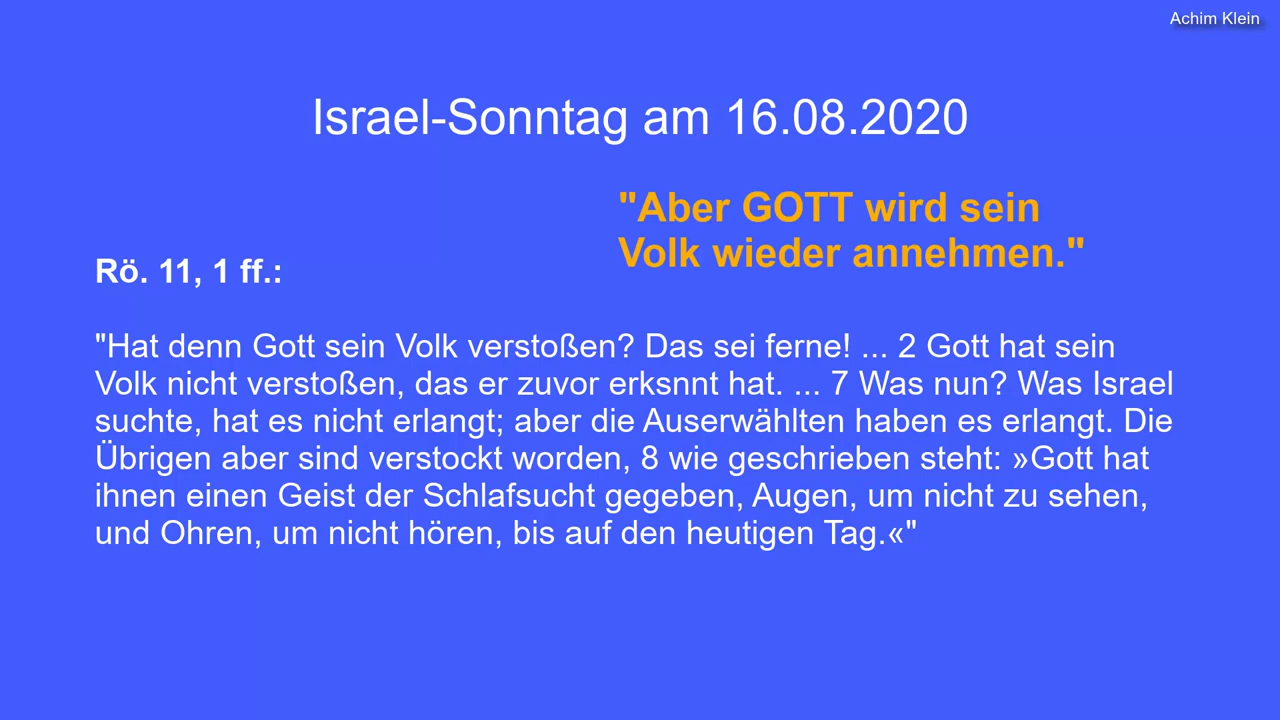 Achim Klein
Israel-Sonntag am 16.08.2020
"Aber GOTT wird sein
Volk wieder annehmen."
Rö. 11, 1 ff.:
"Hat denn Gott sein Volk verstoßen? Das sei ferne! ... 2 Gott hat sein
Volk nicht verstoßen, das er zuvor erksnnt hat. ... 7 Was nun? Was Israel
suchte, hat es nicht erlangt; aber die Auserwählten haben es erlangt. Die
Übrigen aber sind verstockt worden, 8 wie geschrieben steht: »Gott hat
ihnen einen Geist der Schlafsucht gegeben, Augen, um nicht zu sehen,
und Ohren, um nicht hören, bis auf den heutigen Tag.«"